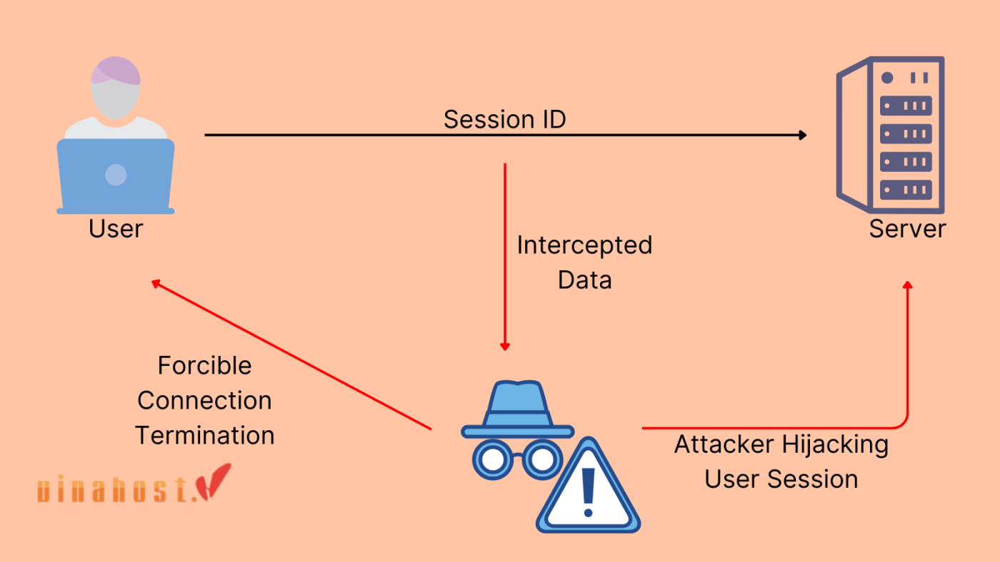 Session ID
User
Server
Intercepted
Data
Forcible
Connection
Termination
Attacker Hijacking
User Session
vinahost.